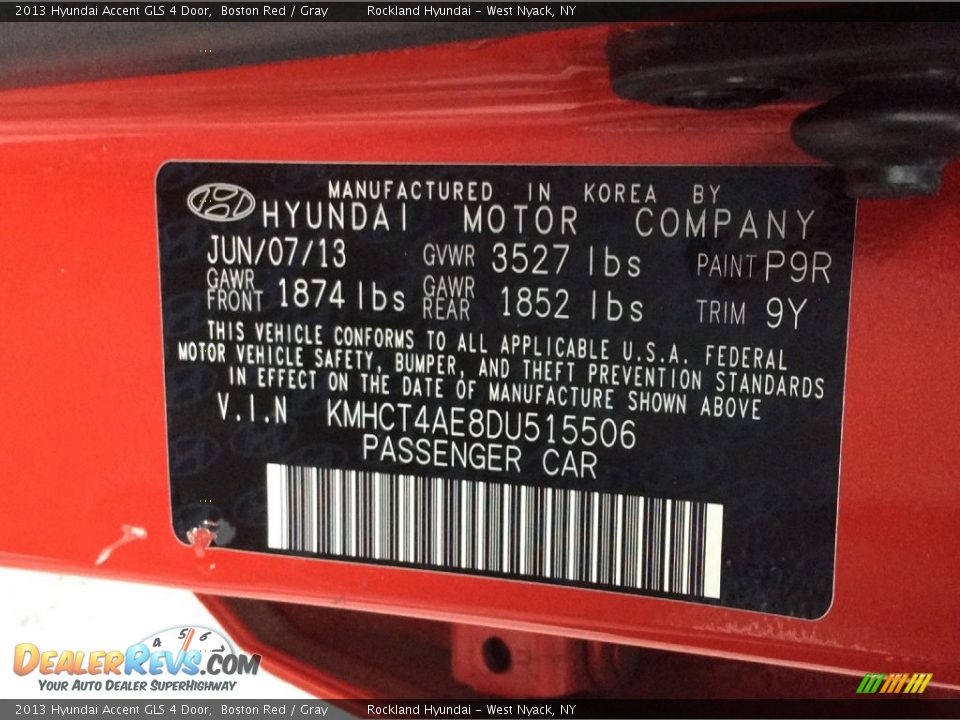 2013 Hyundai Accent GLS 4 Door, Boston Red / Gray Rockland Hyundai - West Nyack, NY
MANUFACTURED IN KOREA BY
HYUNDAI MOTOR COMPANY
JUN/07/13 GVWR 3527 lbs PAINT P9R
GAWR FRONT 1874 lbs GAWR REAR 1852 lbs TRIM 9Y
THIS VEHICLE CONFORMS TO ALL APPLICABLE U.S.A. FEDERAL
MOTOR VEHICLE SAFETY, BUMPER, AND THEFT PREVENTION STANDARDS
IN EFFECT ON THE DATE OF MANUFACTURE SHOWN ABOVE
V.I.N KMHCT4AE8DU515506
PASSENGER CAR
4 5 6
DEALERREVS.COM
YOUR AUTO DEALER SUPERHIGHWAY
2013 Hyundai Accent GLS 4 Door, Boston Red / Gray Rockland Hyundai - West Nyack, NY